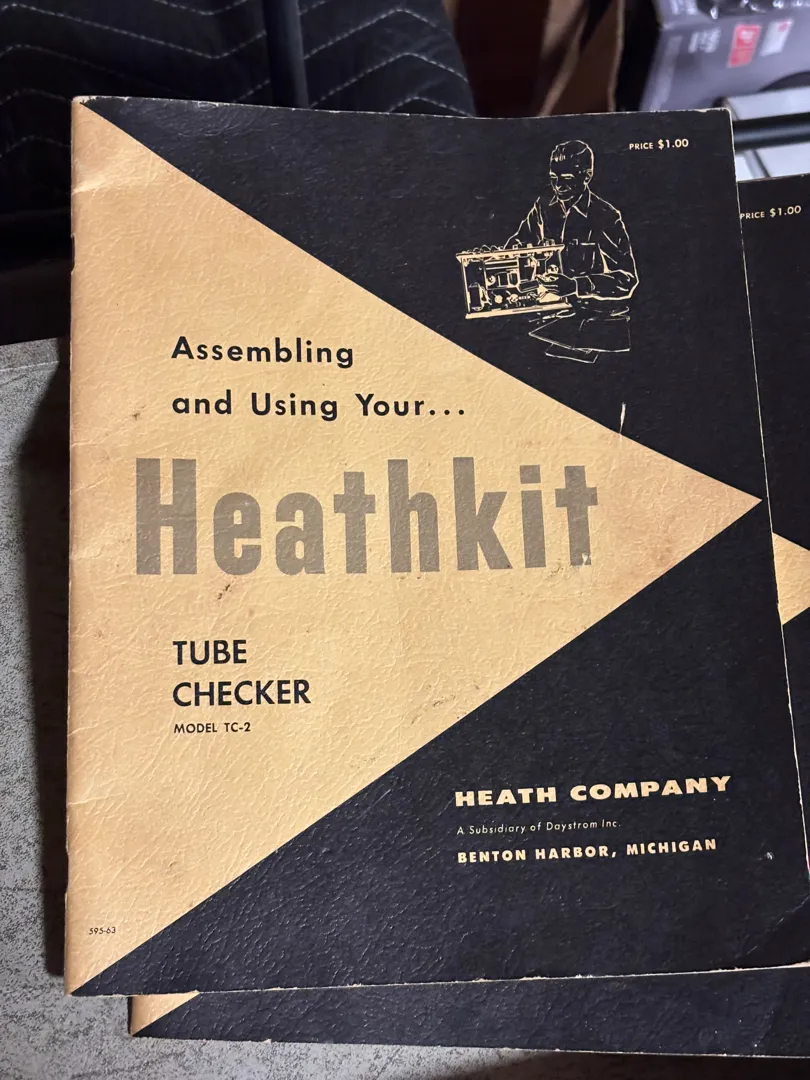 PRICE $1.00
PRICE $1.00
Assembling
and Using Your...
Heathkit
TUBE
CHECKER
MODEL TC-2
HEATH COMPANY
A Subsidiary of Daystrom Inc.
BENTON HARBOR, MICHIGAN
595-63